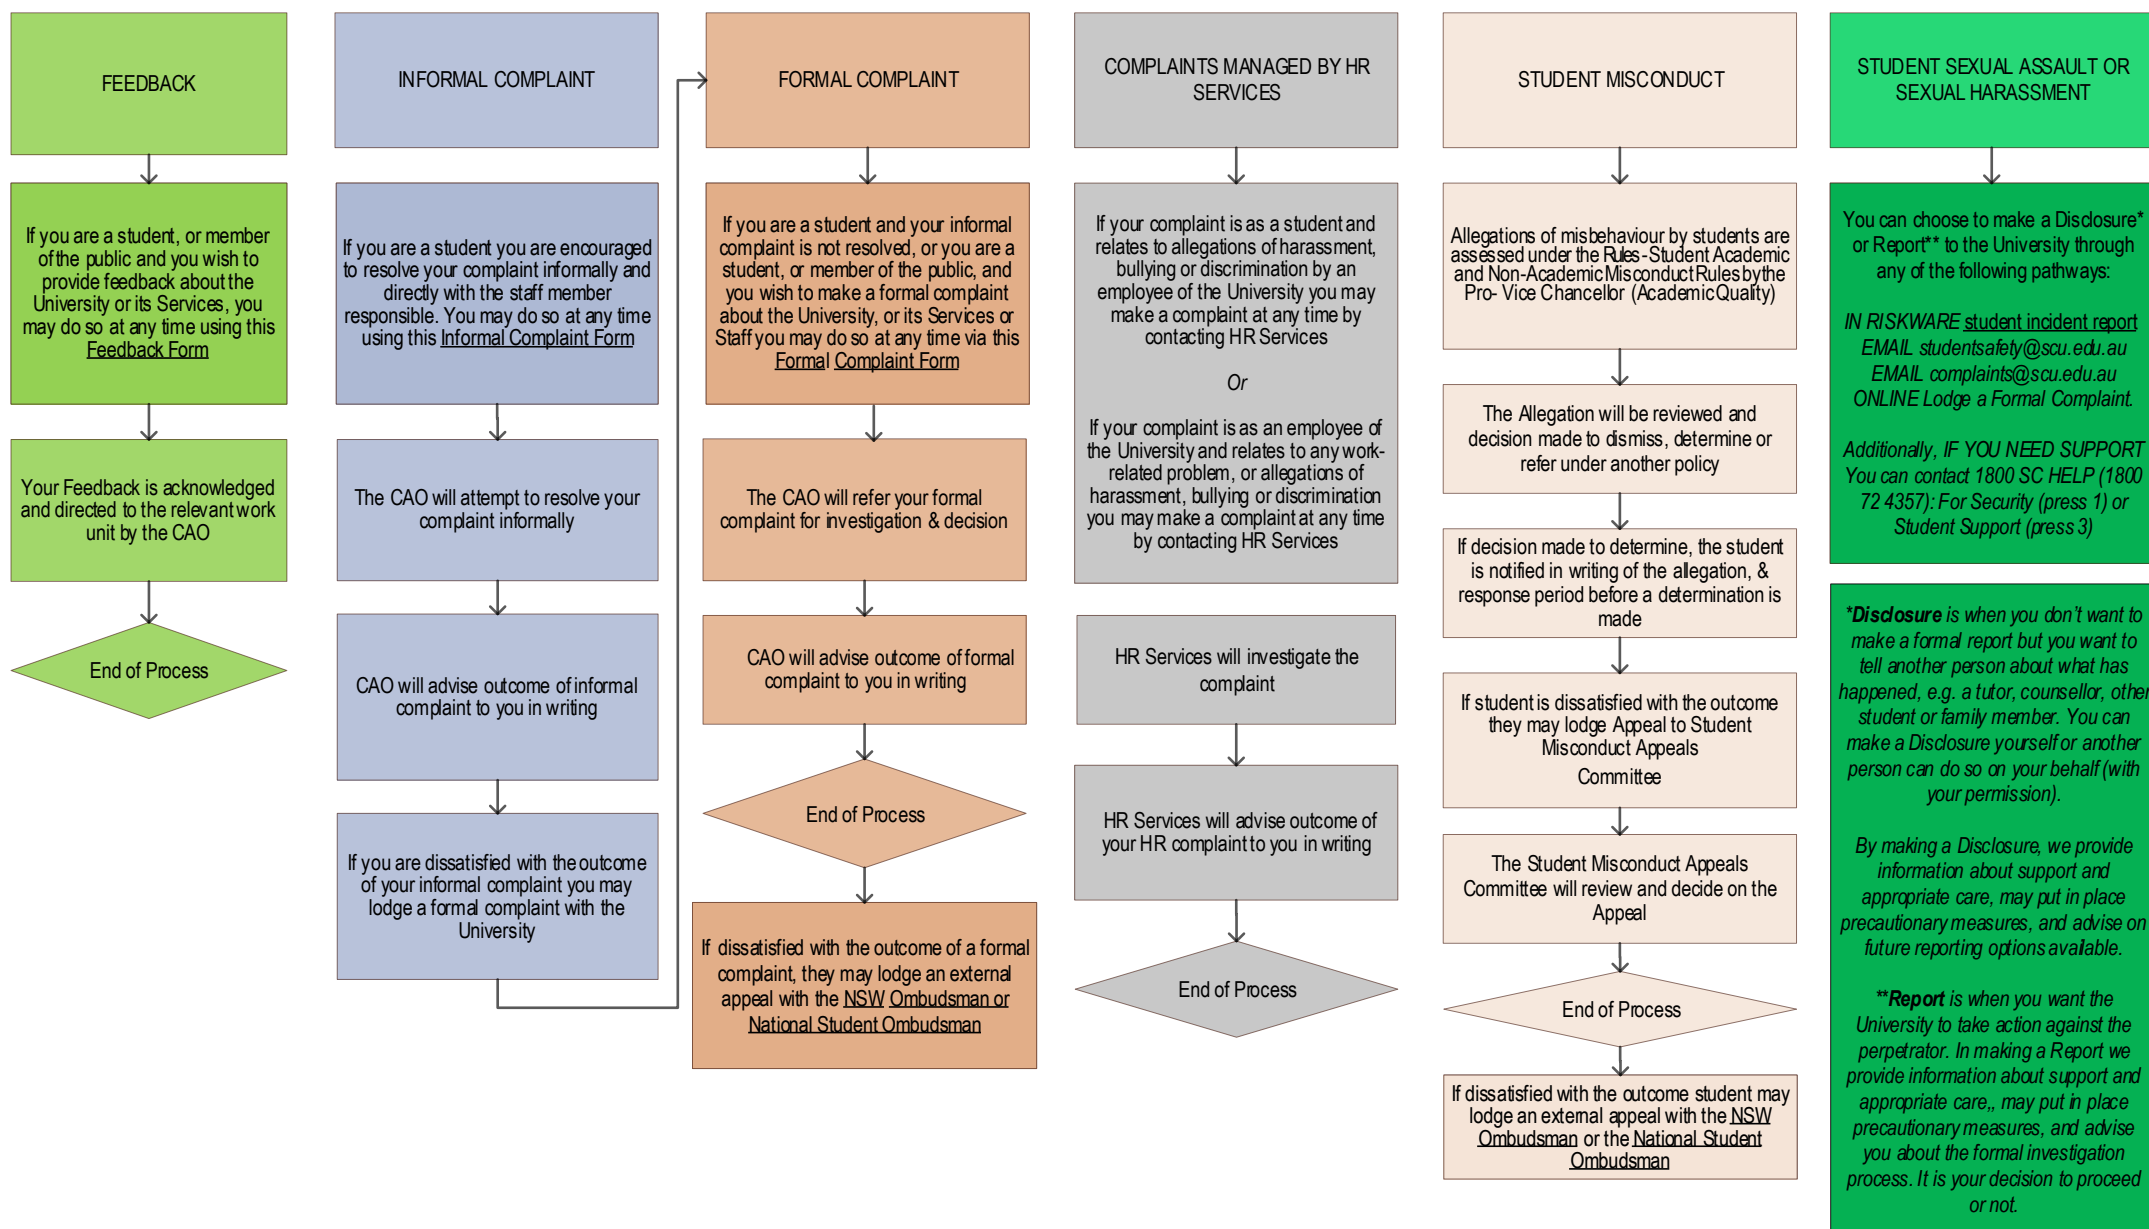 FEEDBACK
If you are a student, or member
of the public and you wish to
provide feedback about the
University or its Services, you
may do so at any time using this
Feedback Form
Your Feedback is acknowledged
and directed to the relevant work
unit by the CAO
End of Process
INFORMAL COMPLAINT
If you are a student you are encouraged
to resolve your complaint informally and
directly with the staff member
responsible. You may do so at any time
using this Informal Complaint Form
The CAO will attempt to resolve your
complaint informally
CAO will advise outcome of informal
complaint to you in writing
If you are dissatisfied with the outcome
of your informal complaint you may
lodge a formal complaint with the
University
FORMAL COMPLAINT
If you are a student and your informal
complaint is not resolved, or you are a
student, or member of the public, and
you wish to make a formal complaint
about the University, or its Services or
Staff you may do so at any time via this
Formal Complaint Form
The CAO will refer your formal
complaint for investigation & decision
CAO will advise outcome of formal
complaint to you in writing
End of Process
If dissatisfied with the outcome of a formal
complaint, they may lodge an external
appeal with the NSW Ombudsman or
National Student Ombudsman
COMPLAINTS MANAGED BY HR
SERVICES
If your complaint is as a student and
relates to allegations of harassment,
bullying or discrimination by an
employee of the University you may
make a complaint at any time by
contacting HR Services
Or
If your complaint is as an employee of
the University and relates to any work-
related problem, or allegations of
harassment, bullying or discrimination
you may make a complaint at any time
by contacting HR Services
HR Services will investigate the
complaint
HR Services will advise outcome of
your HR complaint to you in writing
End of Process
STUDENT MISCONDUCT
Allegations of misbehaviour by students are
assessed under the Rules - Student Academic
and Non-Academic Misconduct Rules by the
Pro- Vice Chancellor (Academic Quality)
The Allegation will be reviewed and
decision made to dismiss, determine or
refer under another policy
If decision made to determine, the student
is notified in writing of the allegation, &
response period before a determination is
made
If student is dissatisfied with the outcome
they may lodge Appeal to Student
Misconduct Appeals
Committee
The Student Misconduct Appeals
Committee will review and decide on the
Appeal
End of Process
If dissatisfied with the outcome student may
lodge an external appeal with the NSW
Ombudsman or the National Student
Ombudsman
STUDENT SEXUAL ASSAULT OR
SEXUAL HARASSMENT
You can choose to make a Disclosure*
or Report** to the University through
any of the following pathways:
IN RISKWARE student incident report
EMAIL studentsafety@scu.edu.au
EMAIL complaints@scu.edu.au
ONLINE Lodge a Formal Complaint.
Additionally, IF YOU NEED SUPPORT
You can contact 1800 SC HELP (1800
72 4357): For Security (press 1) or
Student Support (press 3)
*Disclosure is when you don't want to
make a formal report but you want to
tell another person about what has
happened, e.g. a tutor, counsellor, other
student or family member. You can
make a Disclosure yourself or another
person can do so on your behalf (with
your permission).
By making a Disclosure, we provide
information about support and
appropriate care, may put in place
precautionary measures, and advise on
future reporting options available.
**Report is when you want the
University to take action against the
perpetrator. In making a Report we
provide information about support and
appropriate care,, may put in place
precautionary measures, and advise
you about the formal investigation
process. It is your decision to proceed
or not.